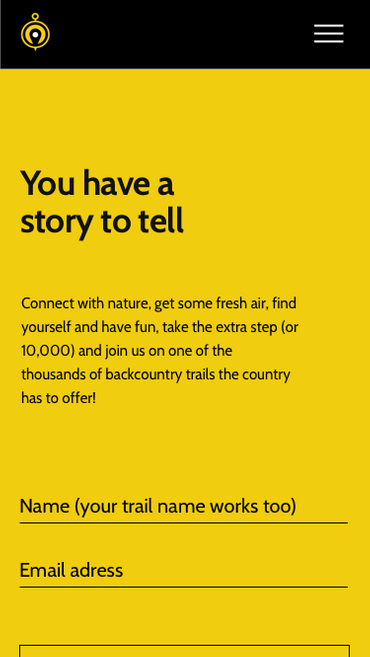 You have a
story to tell
Connect with nature, get some fresh air, find
yourself and have fun, take the extra step (or
10,000) and join us on one of the
thousands of backcountry trails the country
has to offer!
Name (your trail name works too)
Email adress